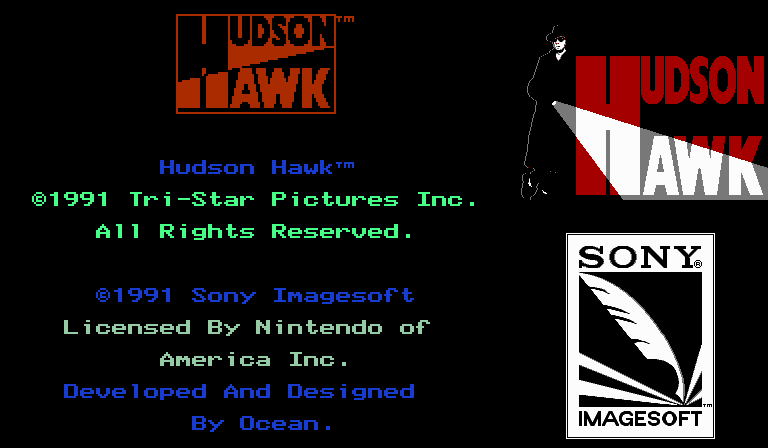 HUDSON™
HAWK
Hudson Hawk™
©1991 Tri-Star Pictures Inc.
All Rights Reserved.
©1991 Sony Imagesoft
Licensed By Nintendo of
America Inc.
Developed And Designed
By Ocean.
HUDSON
HAWK
SONY®
IMAGESOFT™